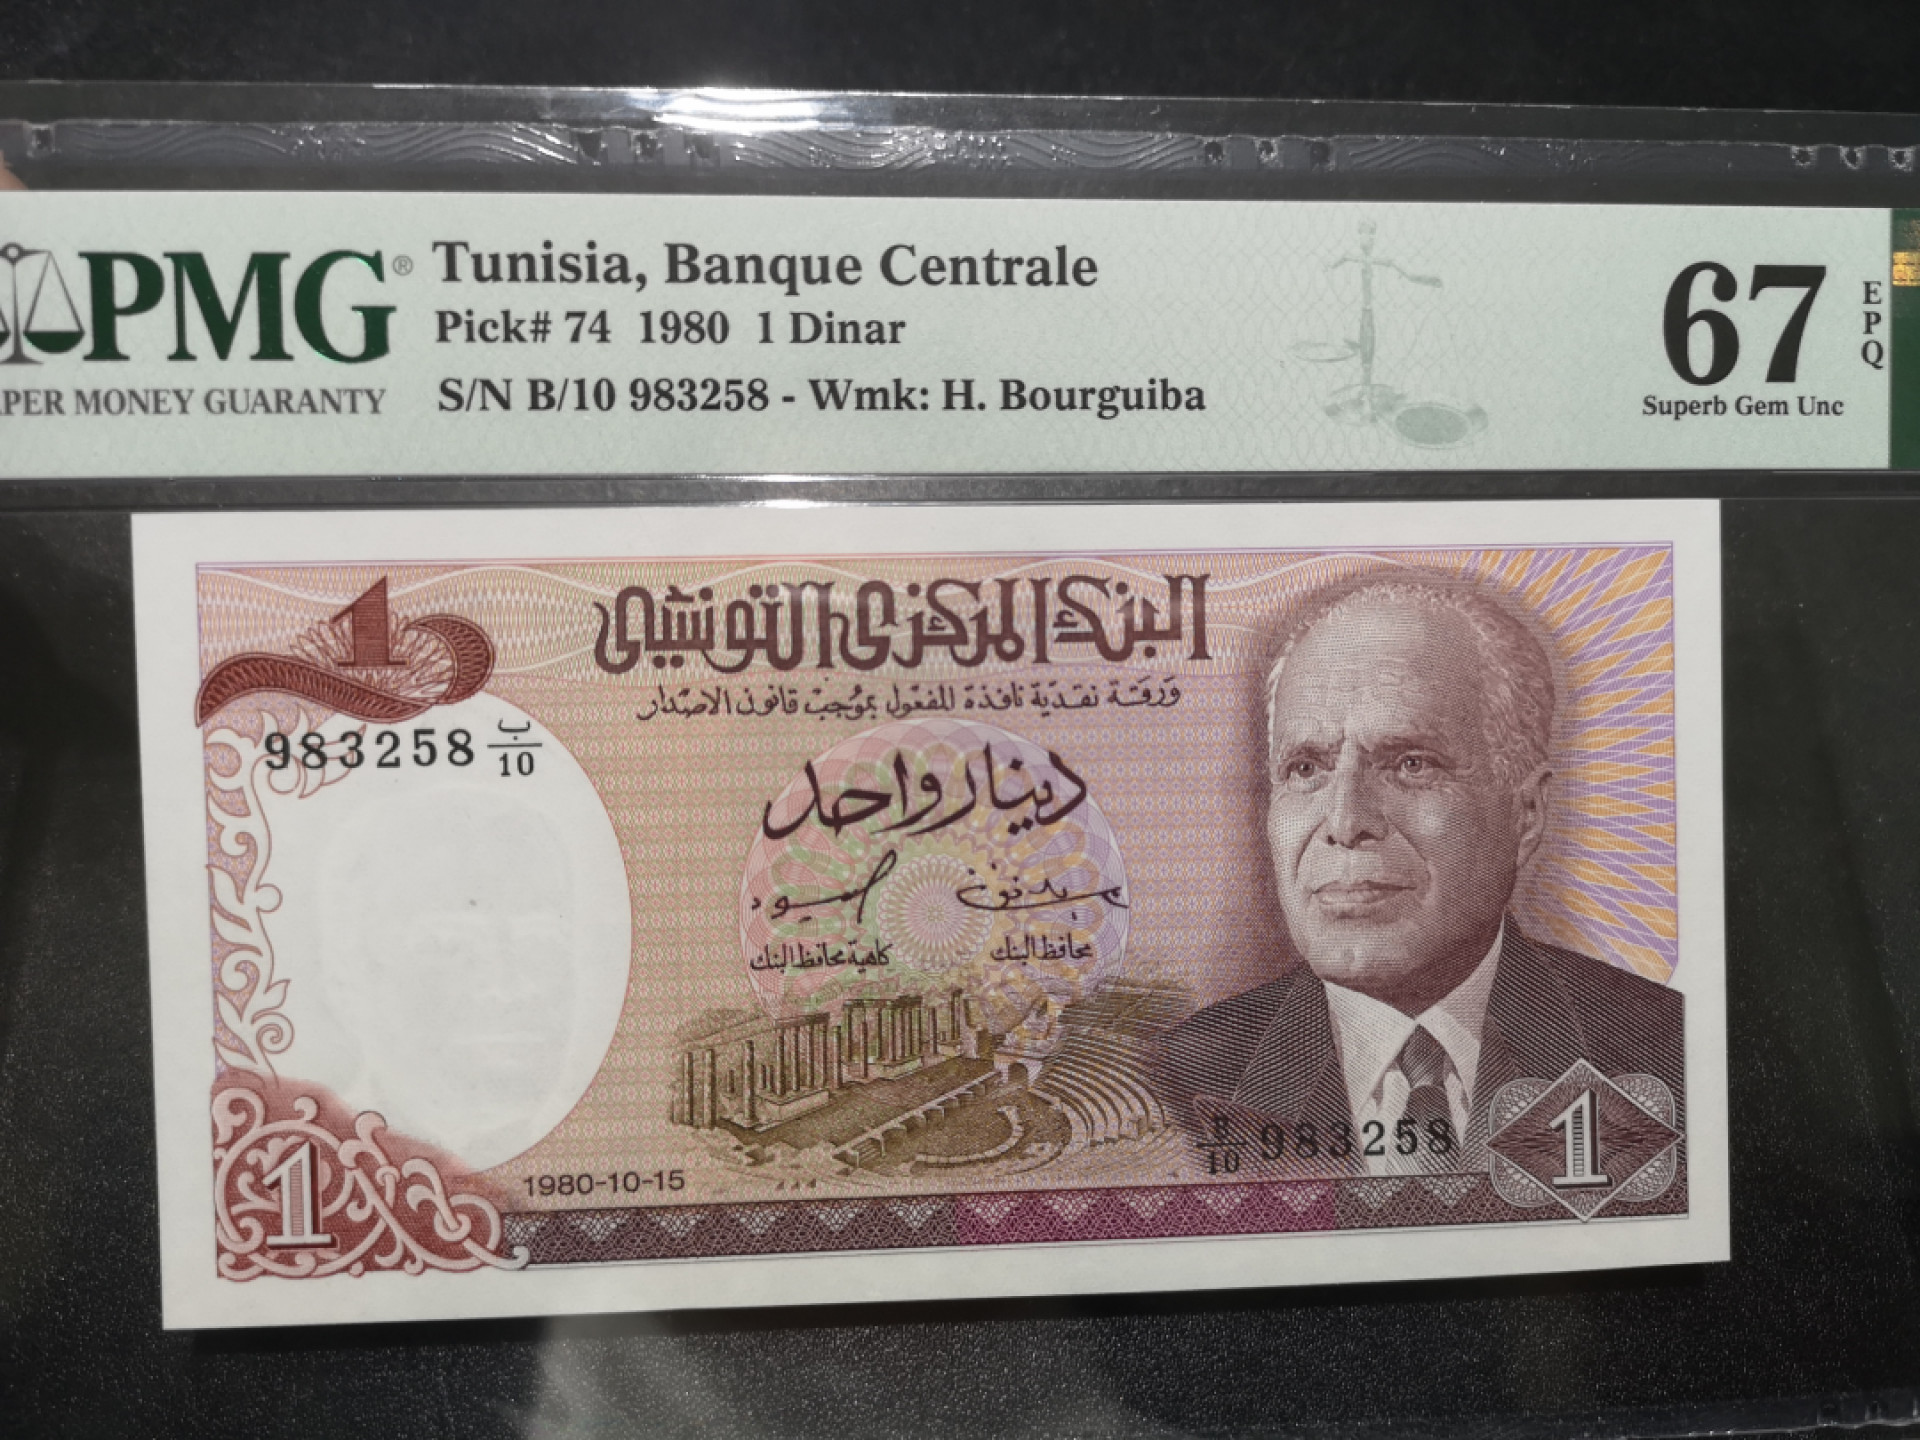 PMG®
PER MONEY GUARANTY
Tunisia, Banque Centrale
Pick# 74 1980 1 Dinar
S/N B/10 983258 - Wmk: H. Bourguiba
67
EPQ
Superb Gem Unc
1
البنك المركزي التونسي
ورقة نقدية نافذة المفعول بموجب قانون الاصدار
983258 ب/10
دينار واحد
محافظ البنك
كاهية محافظ البنك
B/10 983258
1980-10-15
1
1